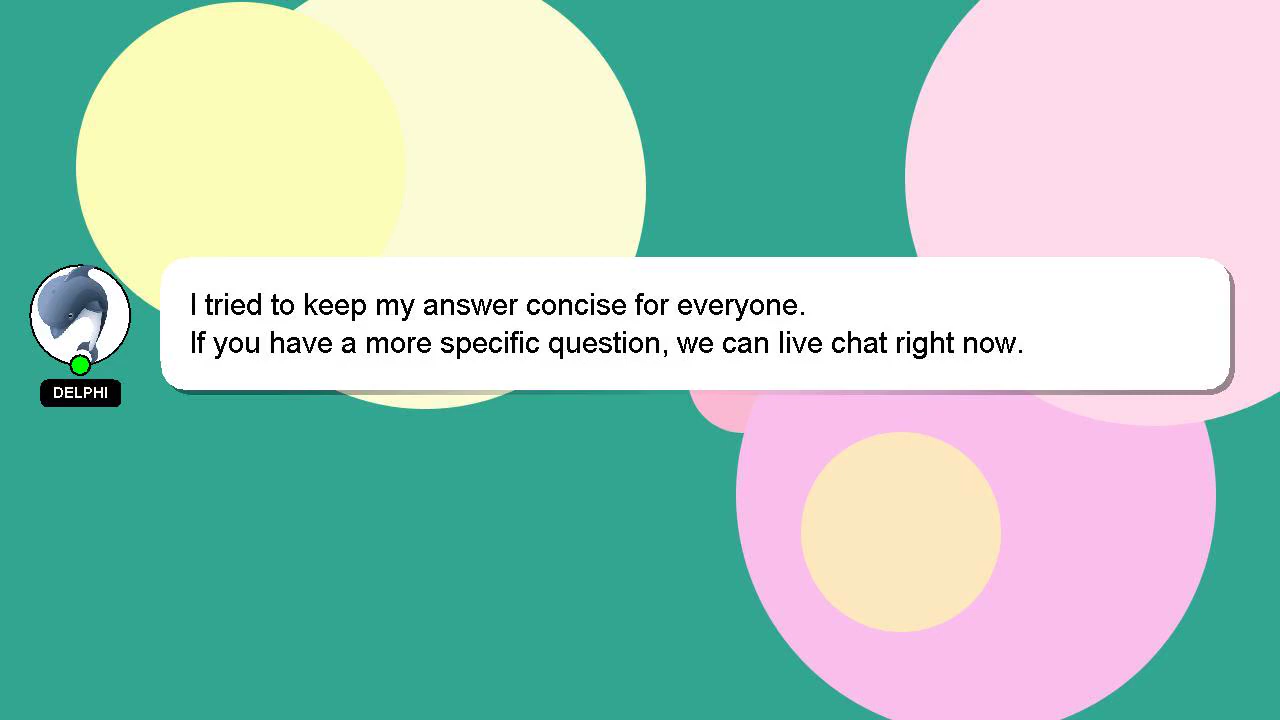 I tried to keep my answer concise for everyone.
If you have a more specific question, we can live chat right now.
DELPHI